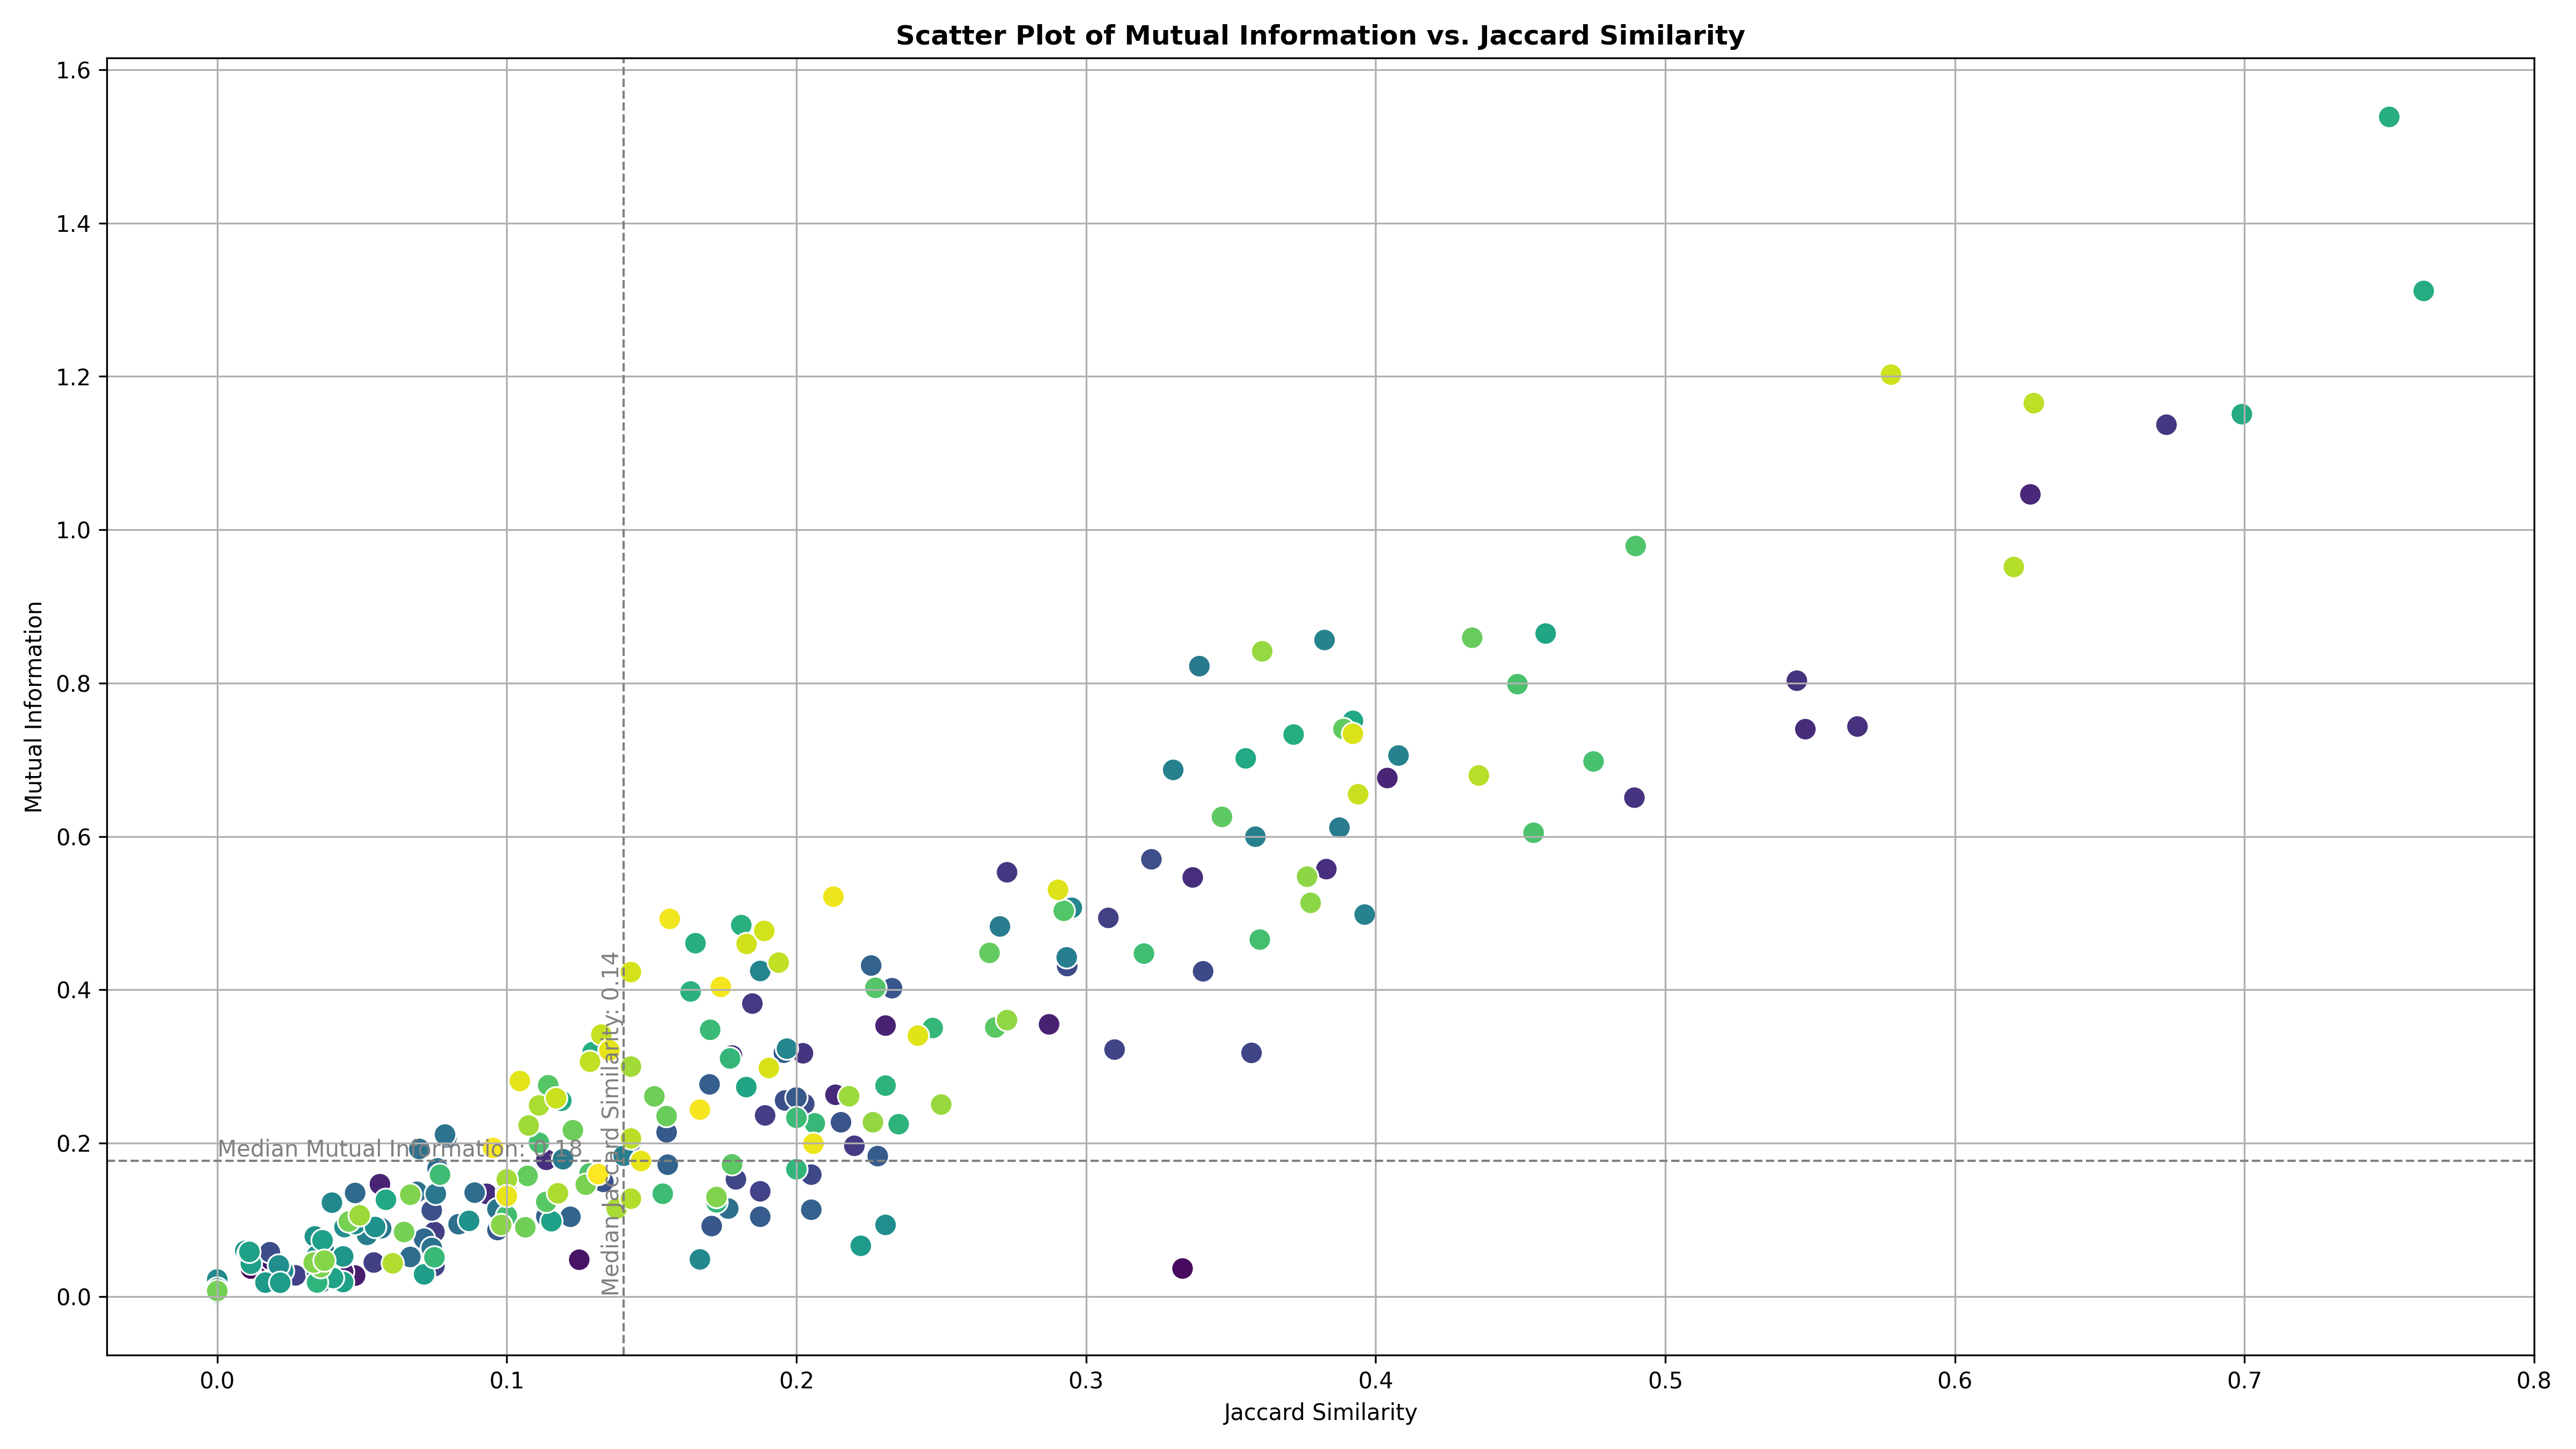 Scatter Plot of Mutual Information vs. Jaccard Similarity
1.6
1.4
1.2
1.0
0.8
0.6
0.4
0.2
0.0
Mutual Information
Median Mutual Information: 0.18
Median Jaccard Similarity: 0.14
0.0 0.1 0.2 0.3 0.4 0.5 0.6 0.7 0.8
Jaccard Similarity